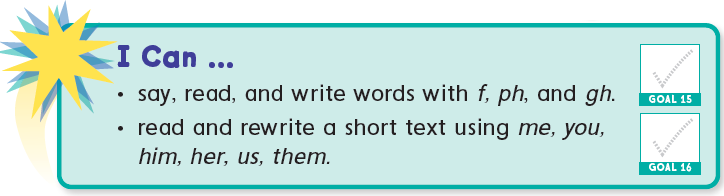 I Can ...
• say, read, and write words with f, ph, and gh.
GOAL 15
• read and rewrite a short text using me, you,
him, her, us, them.
GOAL 16